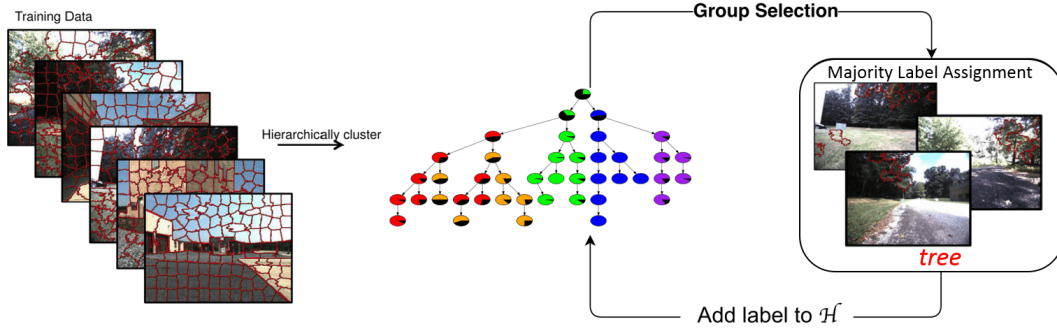 Training Data
Hierarchically cluster
Group Selection
Majority Label Assignment
tree
Add label to ℋ